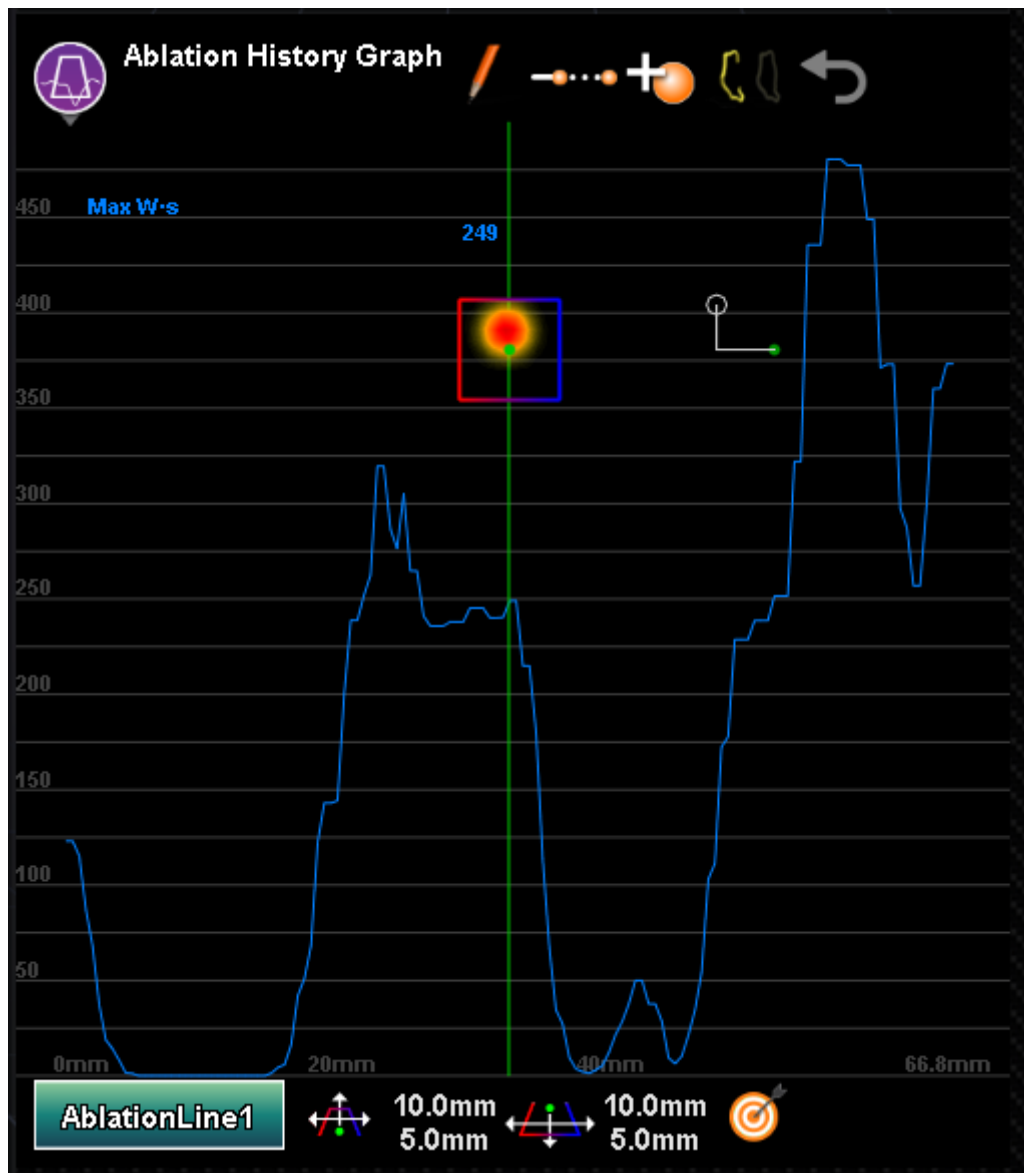 Ablation History Graph
450
Max W·s
249
400
350
300
250
200
150
100
50
0mm
20mm
40mm
66.8mm
AblationLine1
10.0mm
5.0mm
10.0mm
5.0mm